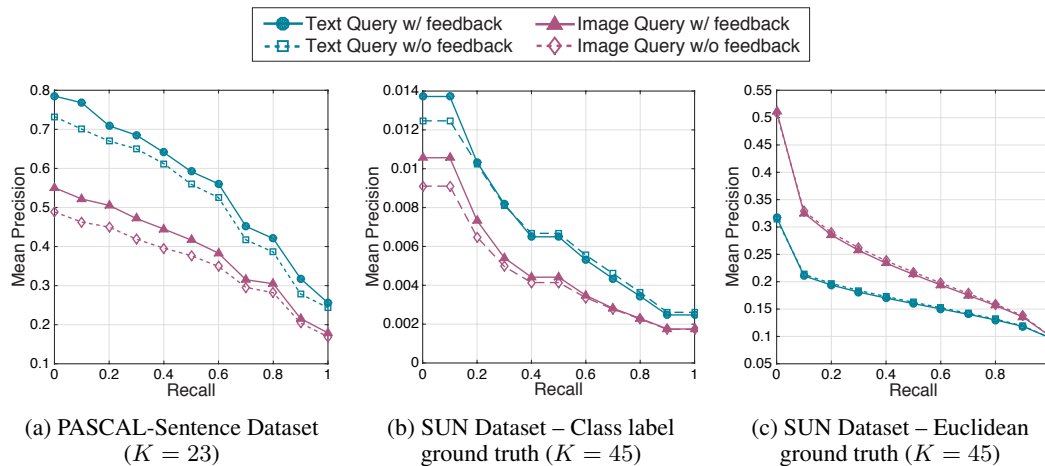 Text Query w/ feedback Image Query w/ feedback
Text Query w/o feedback Image Query w/o feedback
0.8
0.7
0.6
0.5
0.4
0.3
0.2
0.1
Mean Precision
0 0.2 0.4 0.6 0.8 1
Recall
(a) PASCAL-Sentence Dataset
(K = 23)
0.014
0.012
0.01
0.008
0.006
0.004
0.002
0
Mean Precision
0 0.2 0.4 0.6 0.8 1
Recall
(b) SUN Dataset – Class label
ground truth (K = 45)
0.55
0.5
0.45
0.4
0.35
0.3
0.25
0.2
0.15
0.1
0.05
Mean Precision
0 0.2 0.4 0.6 0.8
Recall
(c) SUN Dataset – Euclidean
ground truth (K = 45)